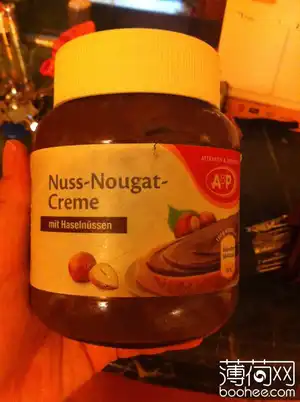 A&P
Nuss-Nougat-
Creme
mit Haselnüssen
薄荷网
boohee.com